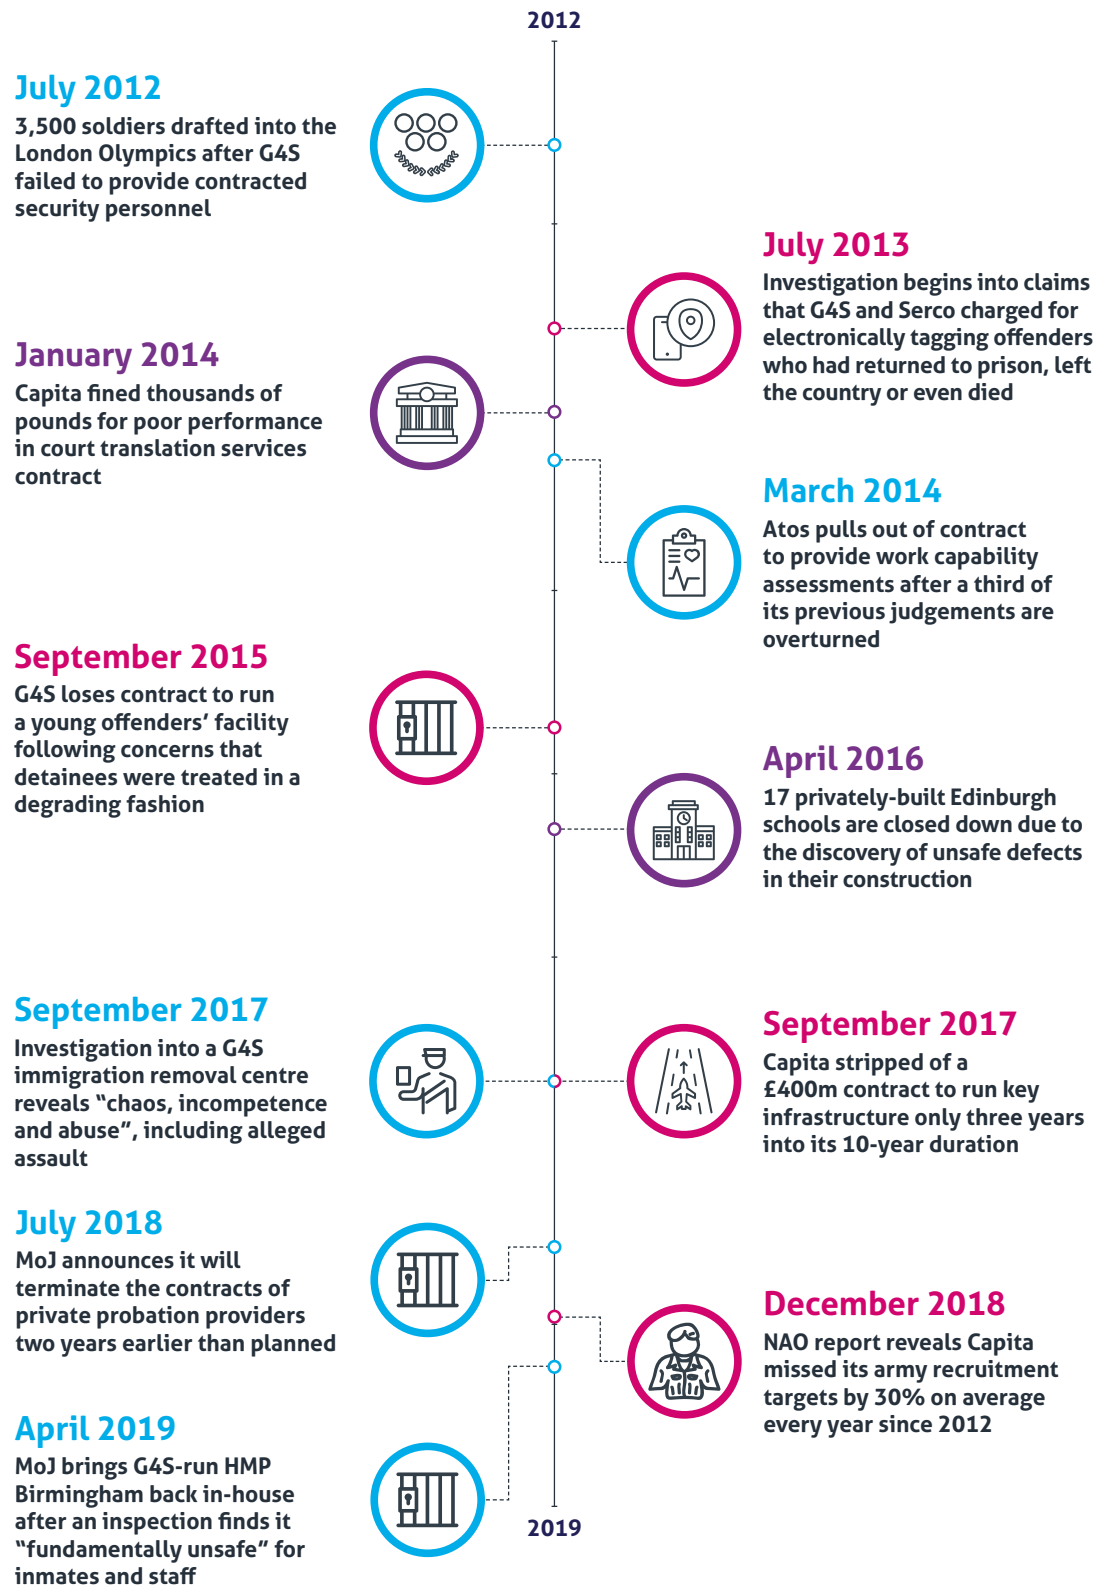 2012
July 2012
3,500 soldiers drafted into the
London Olympics after G4S
failed to provide contracted
security personnel
July 2013
Investigation begins into claims
that G4S and Serco charged for
electronically tagging offenders
who had returned to prison, left
the country or even died
January 2014
Capita fined thousands of
pounds for poor performance
in court translation services
contract
March 2014
Atos pulls out of contract
to provide work capability
assessments after a third of
its previous judgements are
overturned
September 2015
G4S loses contract to run
a young offenders’ facility
following concerns that
detainees were treated in a
degrading fashion
April 2016
17 privately-built Edinburgh
schools are closed down due to
the discovery of unsafe defects
in their construction
September 2017
Investigation into a G4S
immigration removal centre
reveals “chaos, incompetence
and abuse”, including alleged
assault
September 2017
Capita stripped of a
£400m contract to run key
infrastructure only three years
into its 10-year duration
July 2018
MoJ announces it will
terminate the contracts of
private probation providers
two years earlier than planned
December 2018
NAO report reveals Capita
missed its army recruitment
targets by 30% on average
every year since 2012
April 2019
MoJ brings G4S-run HMP
Birmingham back in-house
after an inspection finds it
“fundamentally unsafe” for
inmates and staff
2019